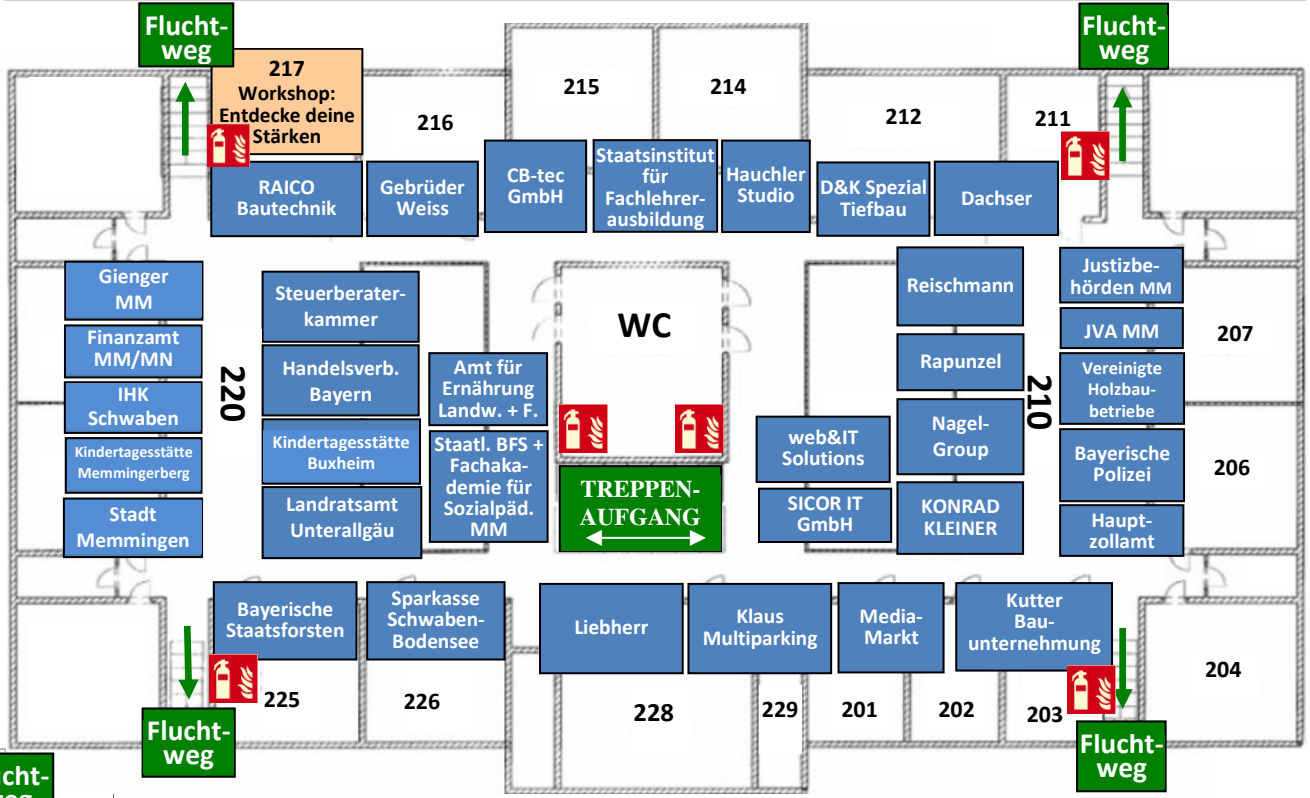 Flucht-
weg
Flucht-
weg
217
Workshop:
Entdecke deine
Stärken
216
215
214
212
211
RAICO
Bautechnik
Gebrüder
Weiss
CB-tec
GmbH
Staatsinstitut
für
Fachlehrer-
ausbildung
Hauchler
Studio
D&K Spezial
Tiefbau
Dachser
Gienger
MM
Finanzamt
MM/MN
IHK
Schwaben
Kindertagesstätte
Memmingerberg
Stadt
Memmingen
220
Steuerberater-
kammer
Handelsverb.
Bayern
Kindertagesstätte
Buxheim
Landratsamt
Unterallgäu
Amt für
Ernährung
Landw. + F.
Staatl. BFS +
Fachaka-
demie für
Sozialpäd.
MM
WC
TREPPEN-
AUFGANG
web&IT
Solutions
SICOR IT
GmbH
Reischmann
Rapunzel
Nagel-
Group
KONRAD
KLEINER
210
Justizbe-
hörden MM
JVA MM
Vereinigte
Holzbau-
betriebe
Bayerische
Polizei
Haupt-
zollamt
207
206
Bayerische
Staatsforsten
Sparkasse
Schwaben-
Bodensee
Liebherr
Klaus
Multiparking
Media-
Markt
Kutter
Bau-
unternehmung
225
226
228
229
201
202
203
204
Flucht-
weg
Flucht-
weg